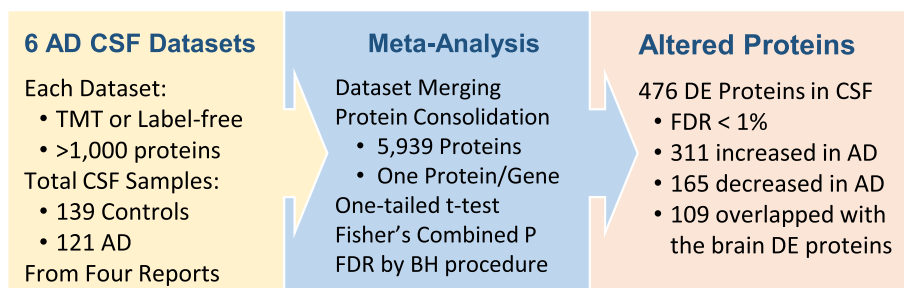 6 AD CSF Datasets
Each Dataset:
• TMT or Label-free
• >1,000 proteins
Total CSF Samples:
• 139 Controls
• 121 AD
From Four Reports
Meta-Analysis
Dataset Merging
Protein Consolidation
• 5,939 Proteins
• One Protein/Gene
One-tailed t-test
Fisher's Combined P
FDR by BH procedure
Altered Proteins
476 DE Proteins in CSF
• FDR < 1%
• 311 increased in AD
• 165 decreased in AD
• 109 overlapped with
the brain DE proteins